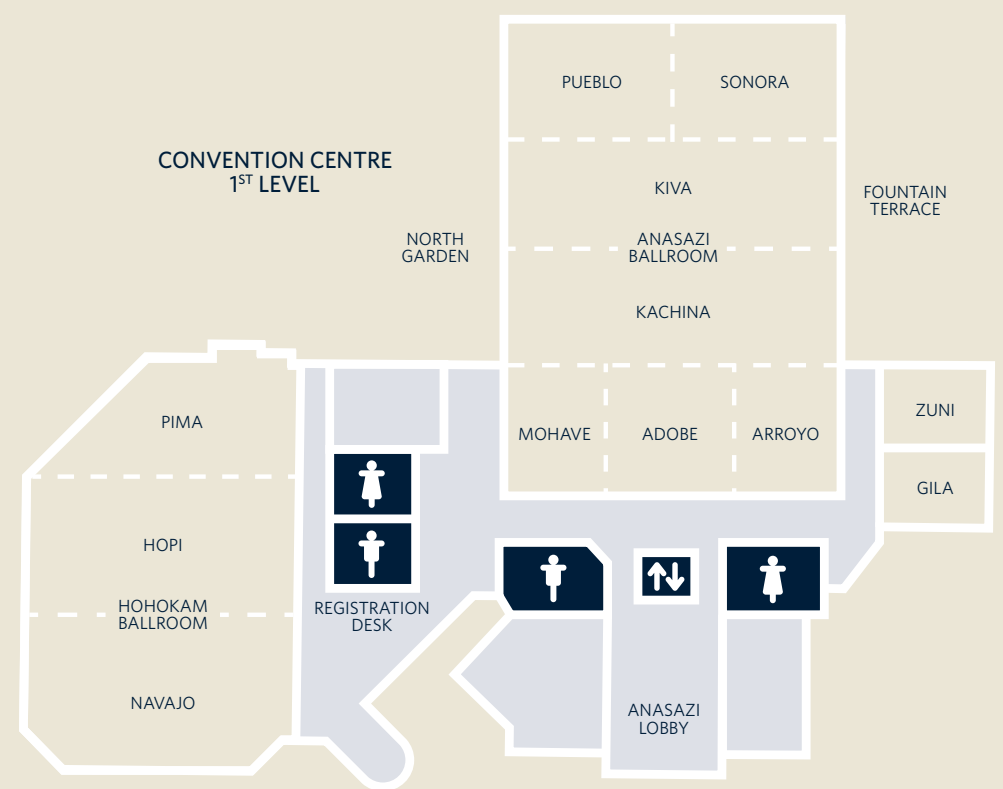 PUEBLO
SONORA
CONVENTION CENTRE
1ST LEVEL
KIVA
FOUNTAIN
TERRACE
NORTH
GARDEN
ANASAZI
BALLROOM
KACHINA
PIMA
MOHAVE
ADOBE
ARROYO
ZUNI
GILA
HOPI
HOHOKAM
BALLROOM
REGISTRATION
DESK
NAVAJO
ANASAZI
LOBBY